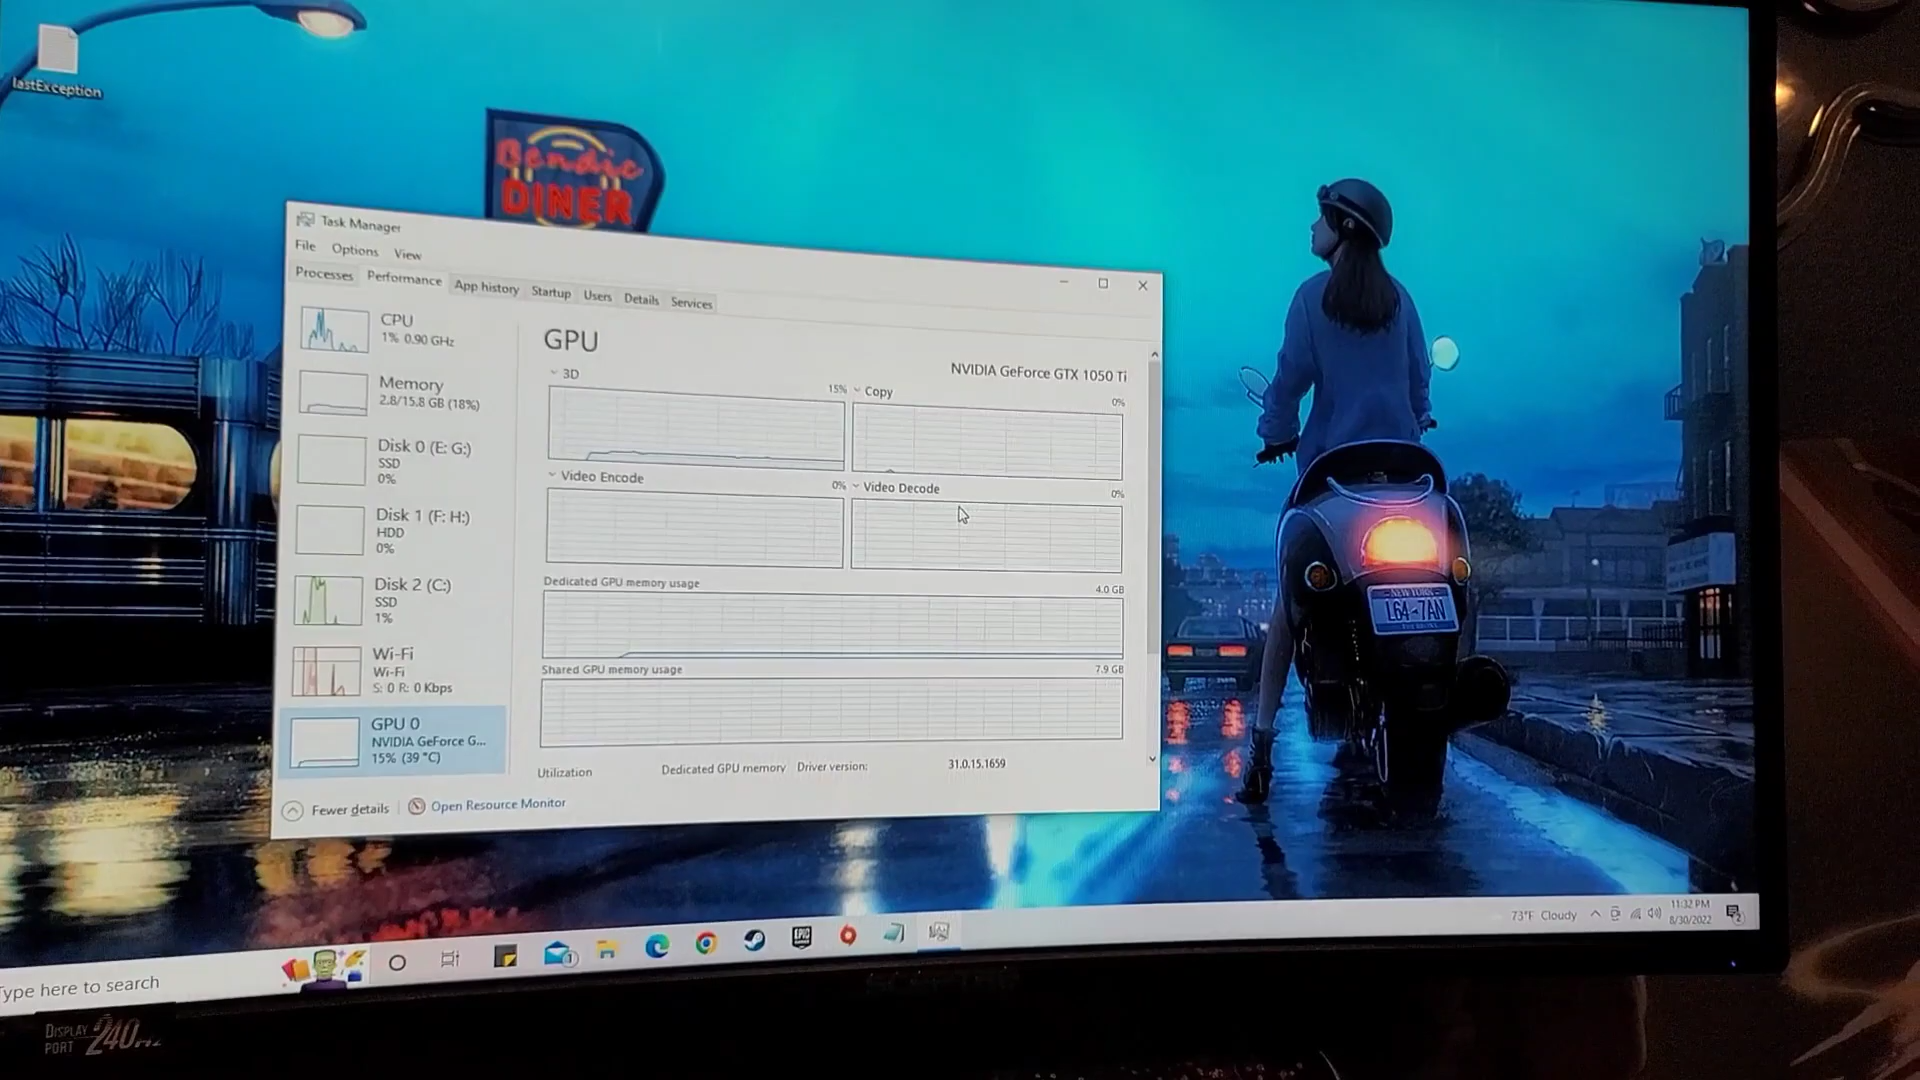 lastException
Bendix
DINER
Task Manager
File Options View
Processes Performance App history Startup Users Details Services
CPU
1% 0.90 GHz
Memory
2.8/15.8 GB (18%)
Disk 0 (E: G:)
SSD
0%
Disk 1 (F: H:)
HDD
0%
Disk 2 (C:)
SSD
1%
Wi-Fi
Wi-Fi
S: 0 R: 0 Kbps
GPU 0
NVIDIA GeForce G...
15% (39 °C)
GPU
NVIDIA GeForce GTX 1050 Ti
3D 15% Copy 0%
Video Encode 0% Video Decode 0%
Dedicated GPU memory usage 4.0 GB
Shared GPU memory usage 7.9 GB
Utilization Dedicated GPU memory Driver version: 31.0.15.1659
Fewer details Open Resource Monitor
NEW YORK
L64-7AN
Type here to search
1
EPIC
73°F Cloudy
11:32 PM
8/30/2022
2
DISPLAY
PORT
240Hz